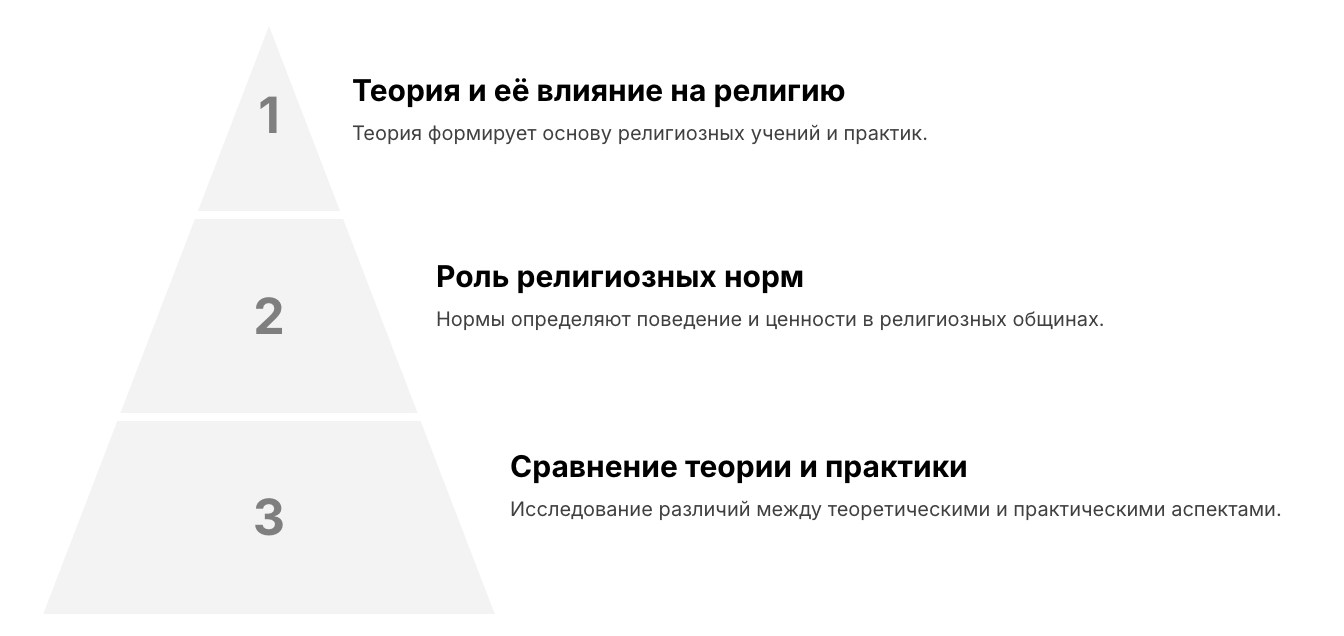 1
Теория и её влияние на религию
Теория формирует основу религиозных учений и практик.
2
Роль религиозных норм
Нормы определяют поведение и ценности в религиозных общинах.
3
Сравнение теории и практики
Исследование различий между теоретическими и практическими аспектами.